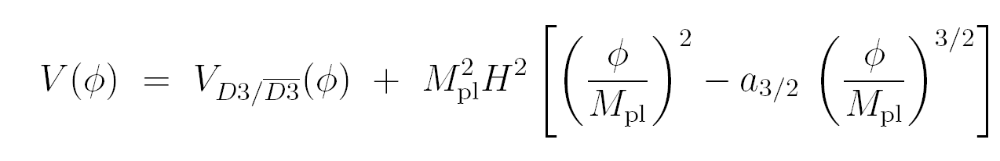 V(ϕ) = V_{D3/\overline{D3}}(ϕ) + M_{pl}^{2}H^{2} [ (ϕ/M_{pl})^{2} − a_{3/2} (ϕ/M_{pl})^{3/2} ]